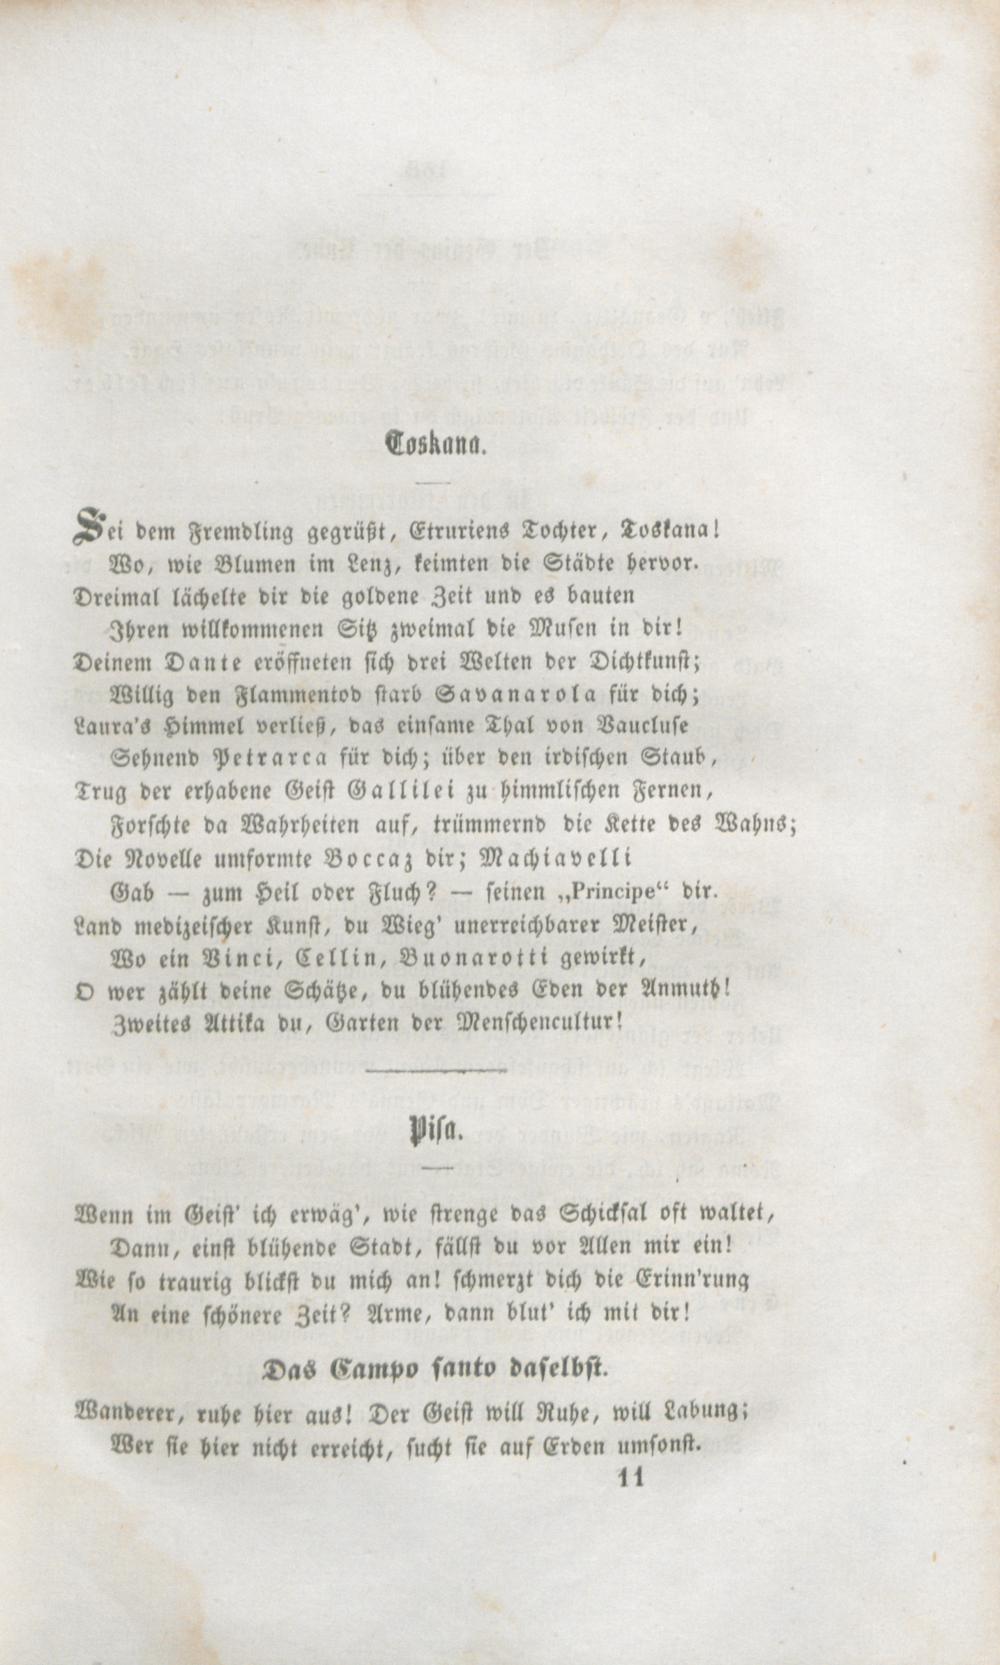 Toskana.
Sei dem Fremdling gegrüßt, Etruriens Tochter, Toskana!
Wo, wie Blumen im Lenz, keimten die Städte hervor.
Dreimal lächelte dir die goldene Zeit und es bauten
Ihren willkommenen Sitz zweimal die Musen in dir!
Deinem Dante eröffneten sich drei Welten der Dichtkunst;
Willig den Flammentod starb Savanarola für dich;
Laura's Himmel verließ, das einsame Thal von Vaucluse
Sehnend Petrarca für dich; über den irdischen Staub,
Trug der erhabene Geist Gallilei zu himmlischen Fernen,
Forschte da Wahrheiten auf, trümmernd die Kette des Wahns;
Die Novelle umformte Boccaz dir; Machiavelli
Gab — zum Heil oder Fluch? — seinen „Principe“ dir.
Land medizeischer Kunst, du Wieg' unerreichbarer Meister,
Wo ein Vinci, Cellin, Buonarotti gewirkt,
O wer zählt deine Schätze, du blühendes Eden der Anmuth!
Zweites Attika du, Garten der Menschencultur!
Pisa.
Wenn im Geist' ich erwäg', wie strenge das Schicksal oft waltet,
Dann, einst blühende Stadt, fällst du vor Allen mir ein!
Wie so traurig blickst du mich an! schmerzt dich die Erinn'rung
An eine schönere Zeit? Arme, dann blut' ich mit dir!
Das Campo santo daselbst.
Wanderer, ruhe hier aus! Der Geist will Ruhe, will Labung;
Wer sie hier nicht erreicht, sucht sie auf Erden umsonst.
11